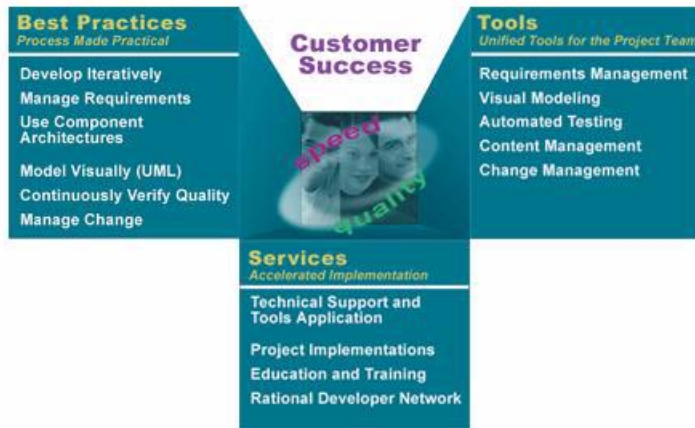 Best Practices
Process Made Practical
Develop Iteratively
Manage Requirements
Use Component
Architectures
Model Visually (UML)
Continuously Verify Quality
Manage Change
Customer
Success
speed
quality
Tools
Unified Tools for the Project Team
Requirements Management
Visual Modeling
Automated Testing
Content Management
Change Management
Services
Accelerated Implementation
Technical Support and
Tools Application
Project Implementations
Education and Training
Rational Developer Network